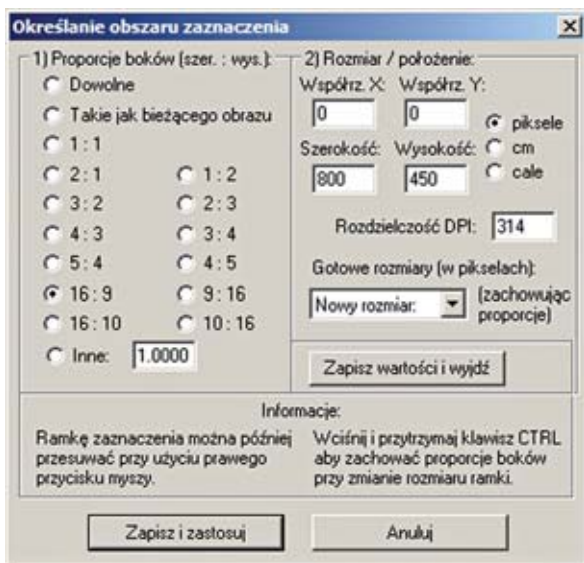 Określanie obszaru zaznaczenia
1) Proporcje boków (szer. : wys.):
Dowolne
Takie jak bieżącego obrazu
1 : 1
2 : 1
1 : 2
3 : 2
2 : 3
4 : 3
3 : 4
5 : 4
4 : 5
16 : 9
9 : 16
16 : 10
10 : 16
Inne: 1.0000
2) Rozmiar / położenie:
Współrz. X: Współrz. Y:
0 0
piksele
Szerokość: Wysokość:
cm
800 450
cale
Rozdzielczość DPI: 314
Gotowe rozmiary (w pikselach):
Nowy rozmiar:
(zachowując
proporcje)
Zapisz wartości i wyjdź
Informacje:
Ramkę zaznaczenia można później
przesuwać przy użyciu prawego
przycisku myszy.
Wciśnij i przytrzymaj klawisz CTRL
aby zachować proporcje boków
przy zmianie rozmiaru ramki.
Zapisz i zastosuj
Anuluj